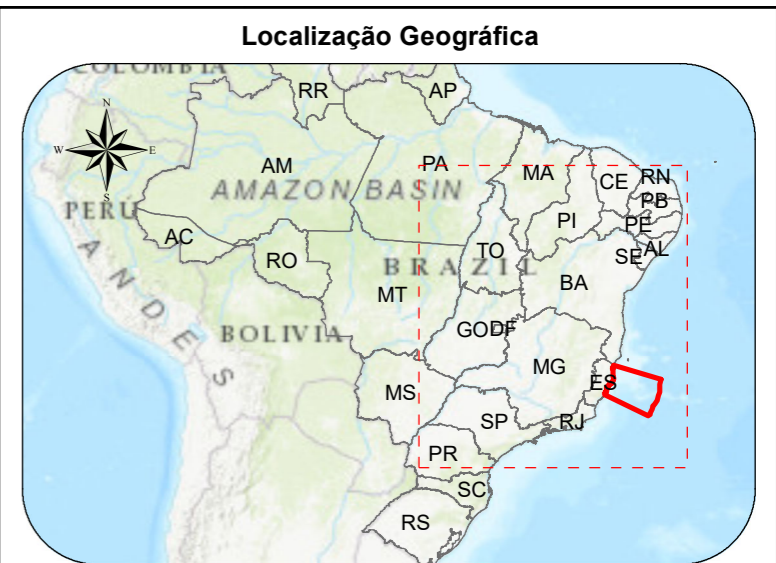 Localização Geográfica
COLOMBIA
RR
AP
N
W
E
S
AM
PA
MA
CE
RN
AMAZON BASIN
PB
PERU
PI
PE
AC
TO
SE
AL
RO
BRAZIL
BA
MT
ANDES
GO
DF
BOLIVIA
MG
ES
MS
SP
RJ
PR
SC
RS